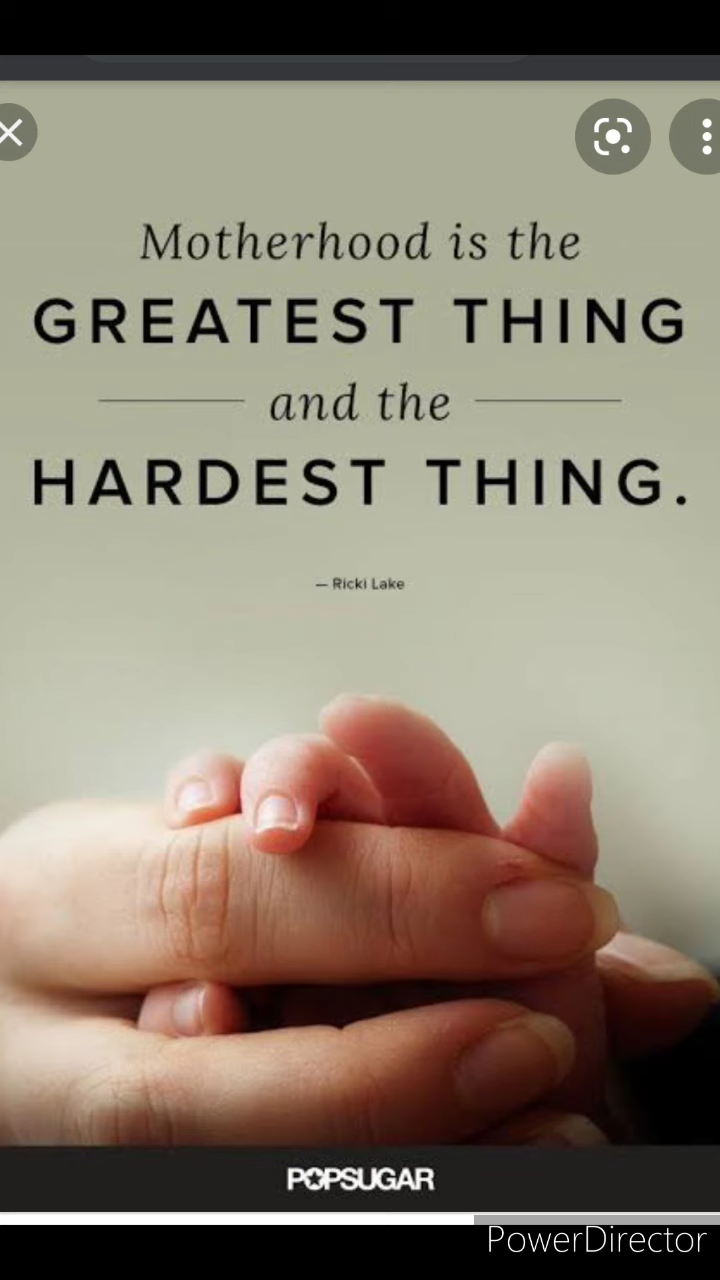 Motherhood is the
GREATEST THING
and the
HARDEST THING.
— Ricki Lake
POPSUGAR
PowerDirector